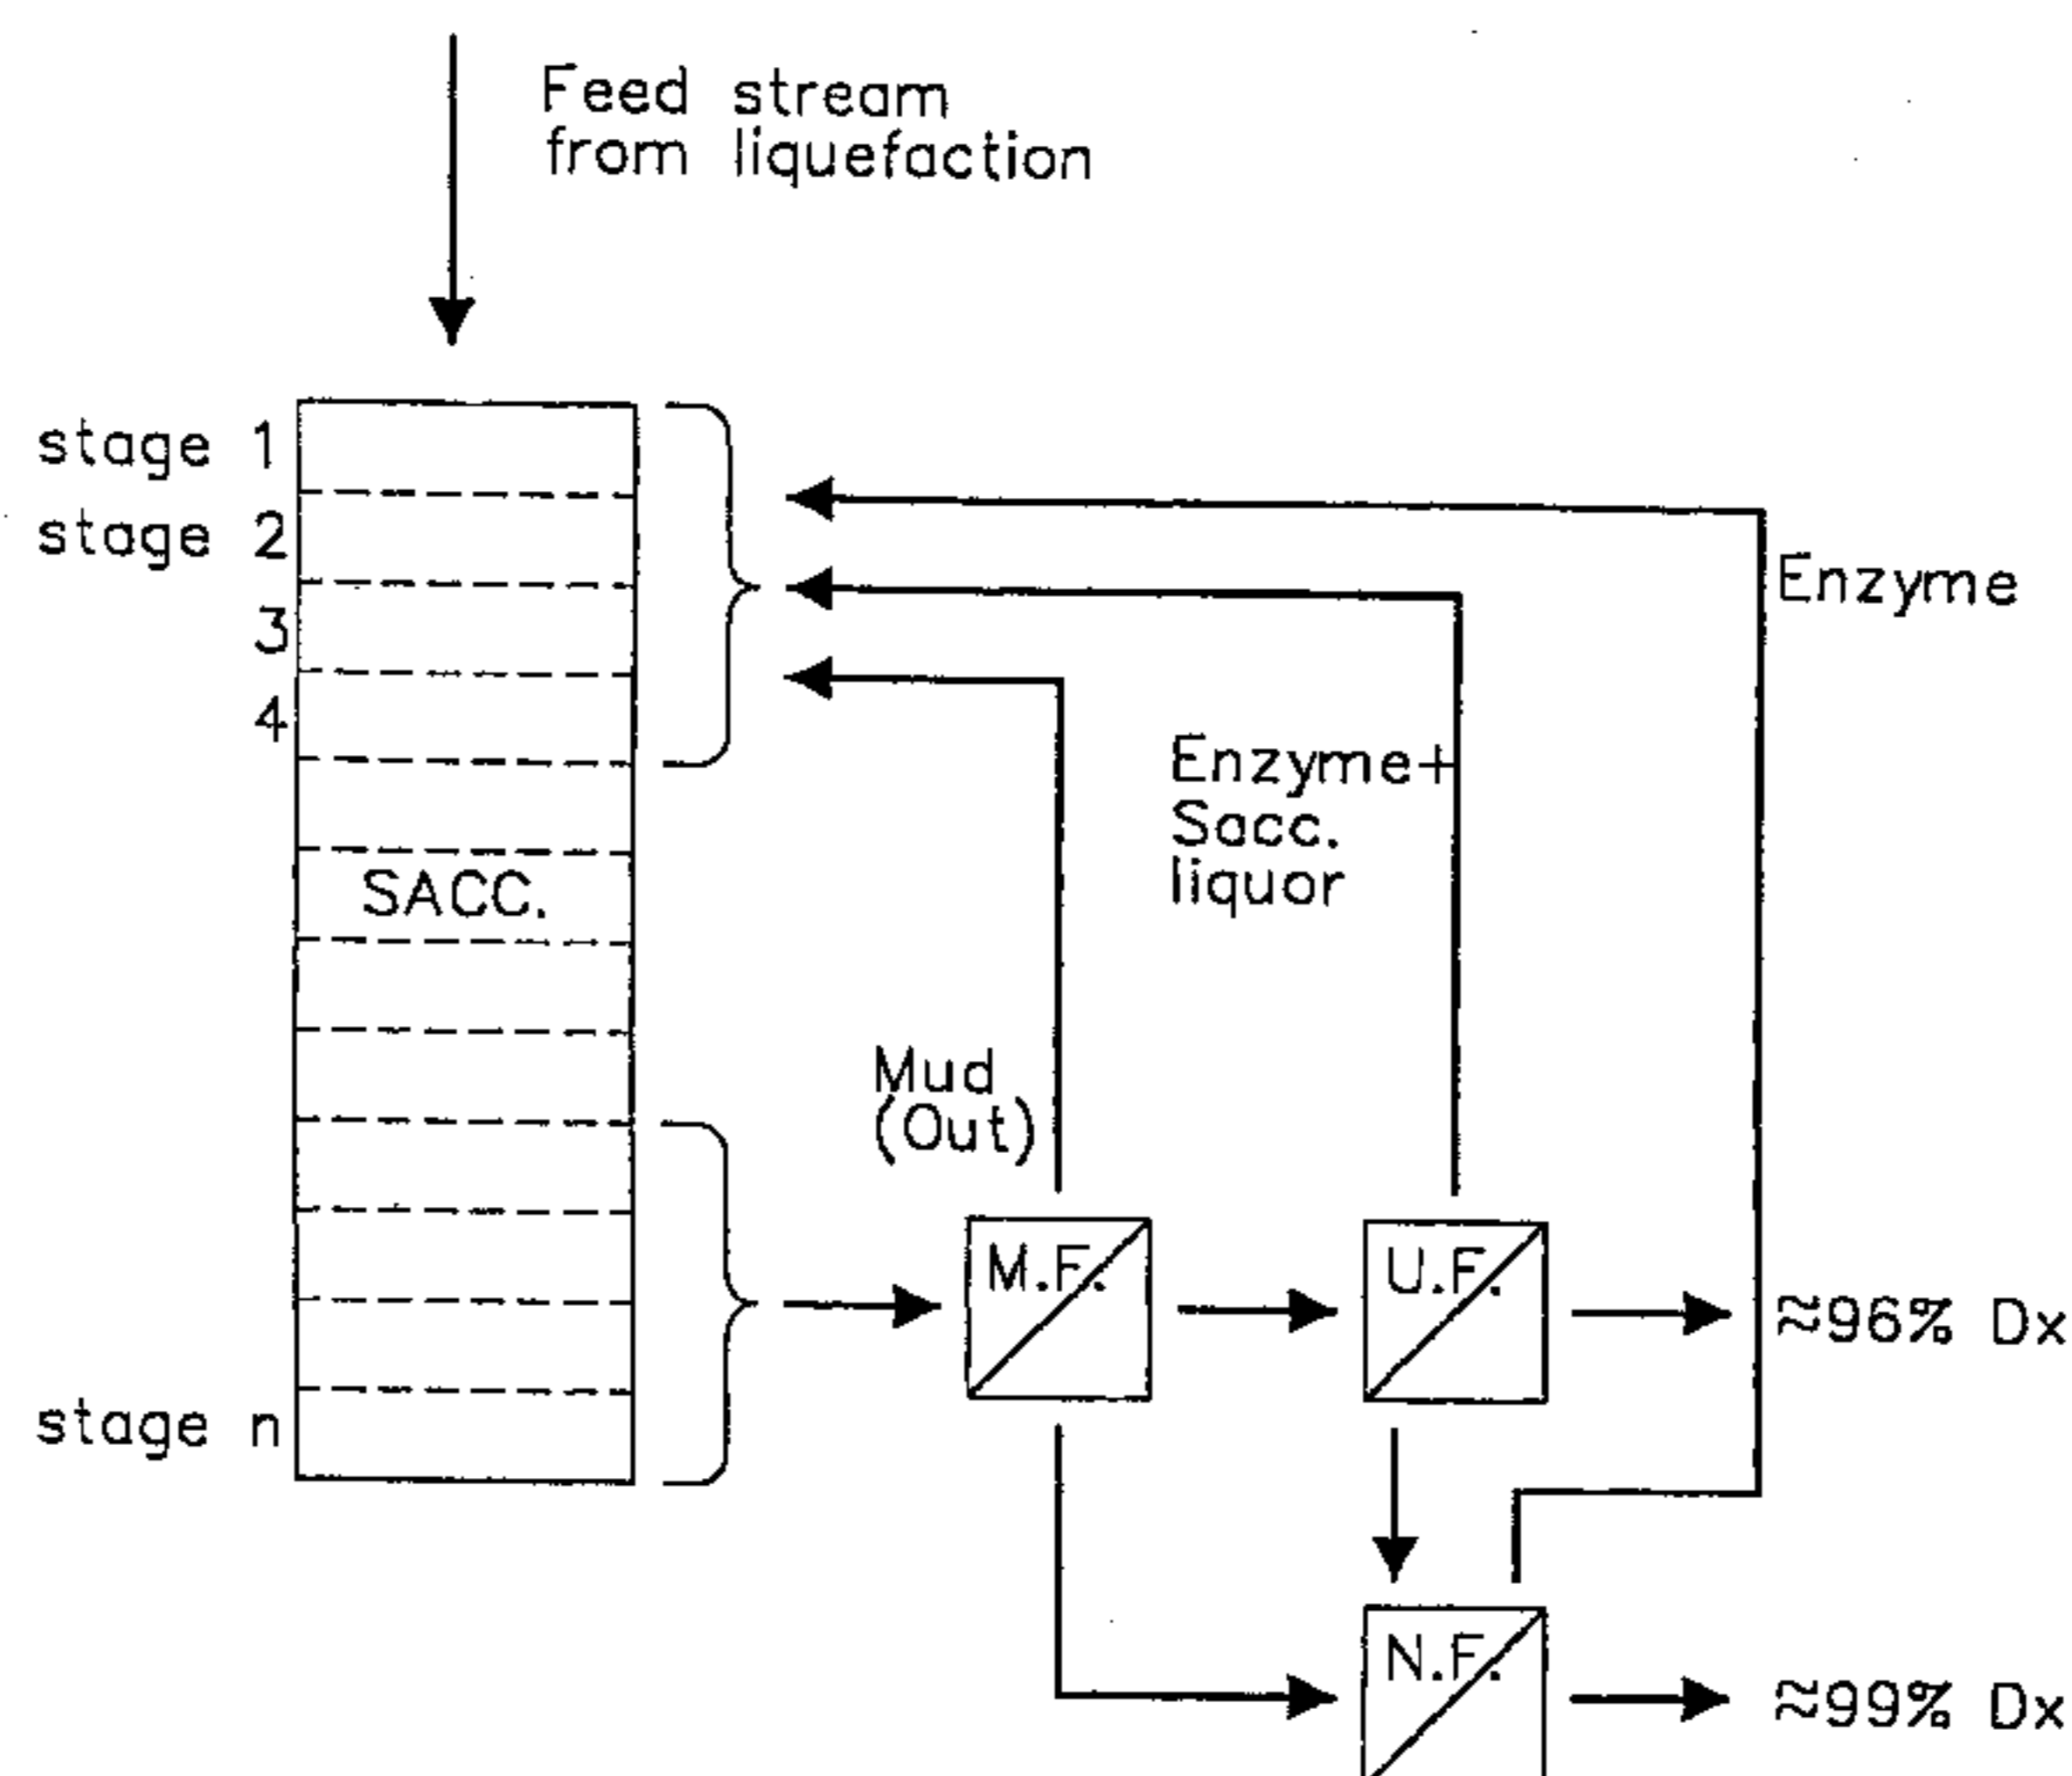 Feed stream
from liquefaction
stage 1
stage 2
3
4
SACC.
stage n
Enzyme
Enzyme+
Sacc.
liquor
Mud
(Out)
M.F.
U.F.
≈96% Dx
N.F.
≈99% Dx